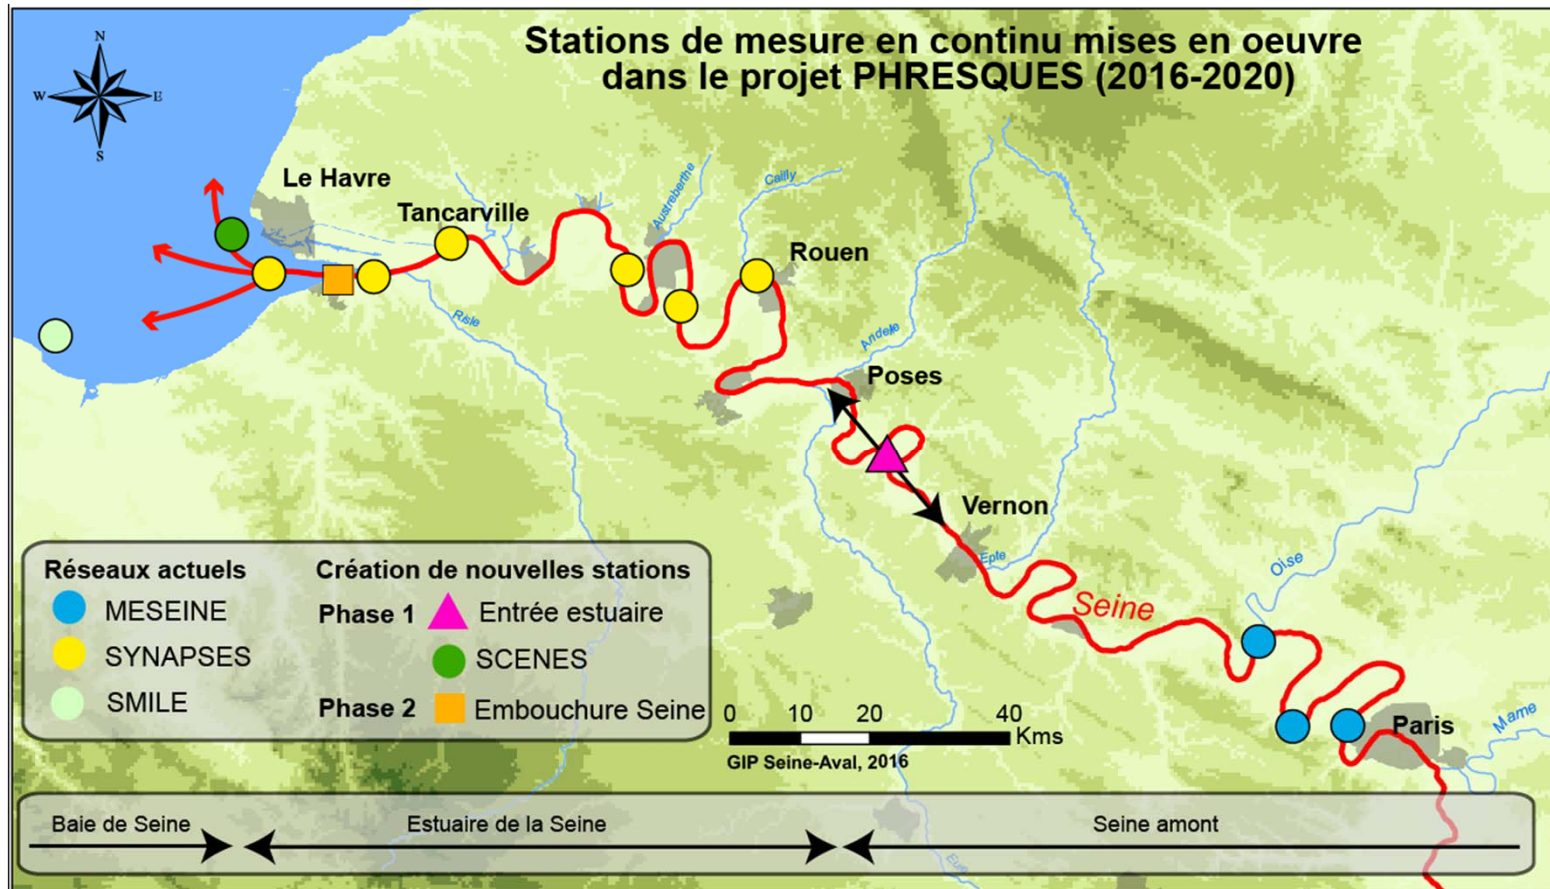 Stations de mesure en continu mises en oeuvre
dans le projet PHRESQUES (2016-2020)
N
W
E
S
Le Havre
Tancarville
Austreberthe
Cailly
Rouen
Risle
Andelle
Poses
Vernon
Epte
Seine
Oise
Paris
Marne
Eure
Réseaux actuels
MESEINE
SYNAPSES
SMILE
Création de nouvelles stations
Phase 1
Entrée estuaire
SCENES
Phase 2
Embouchure Seine
0 10 20 40
Kms
GIP Seine-Aval, 2016
Baie de Seine
Estuaire de la Seine
Seine amont